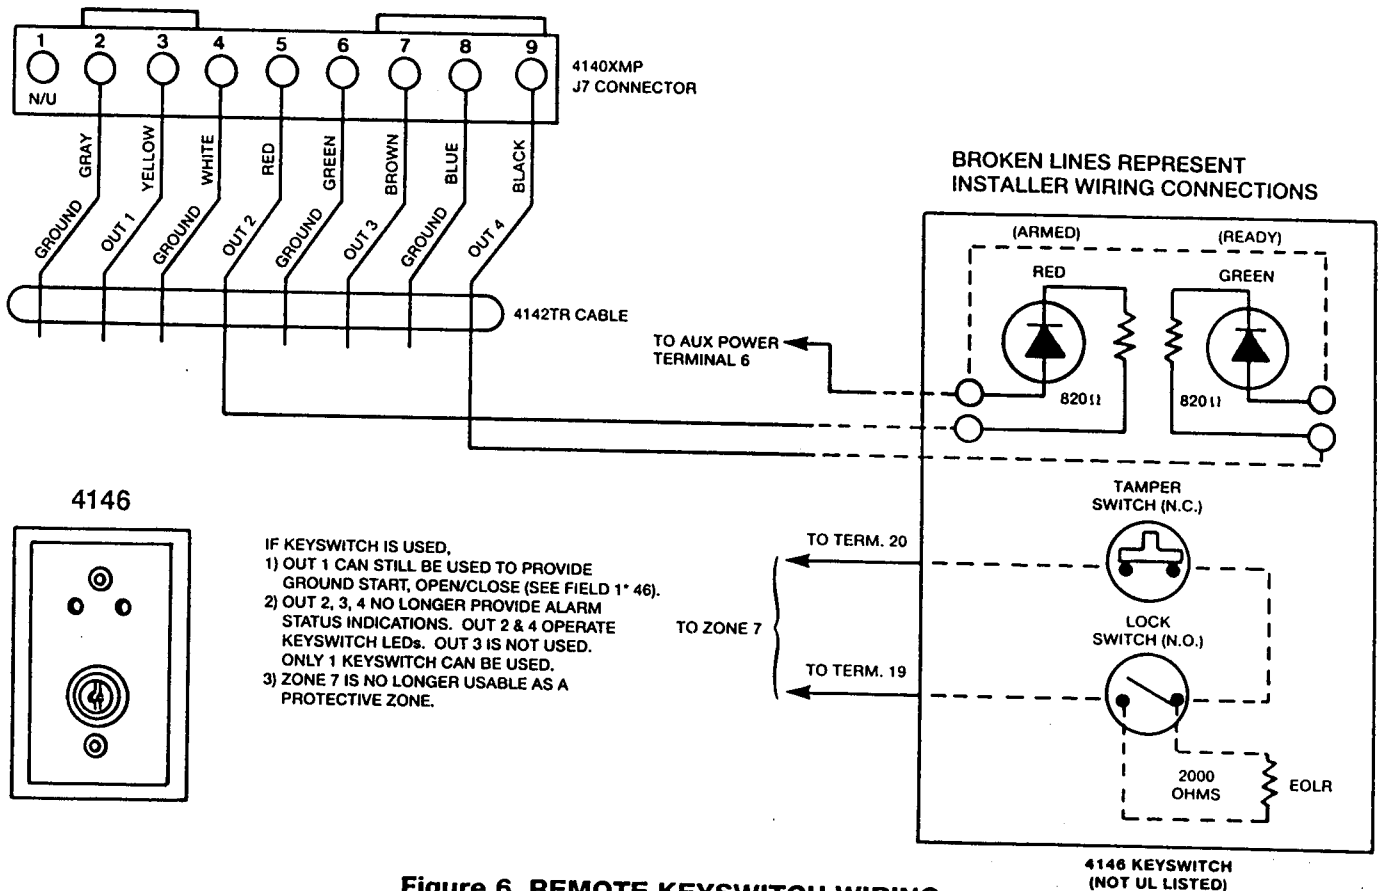 1 2 3 4 5 6 7 8 9
N/U
4140XMP
J7 CONNECTOR
GRAY
YELLOW
WHITE
RED
GREEN
BROWN
BLUE
BLACK
GROUND
OUT 1
GROUND
OUT 2
GROUND
OUT 3
GROUND
OUT 4
4142TR CABLE
BROKEN LINES REPRESENT
INSTALLER WIRING CONNECTIONS
(ARMED)
(READY)
RED
GREEN
TO AUX POWER
TERMINAL 6
820Ω
820Ω
TAMPER
SWITCH (N.C.)
TO TERM. 20
LOCK
SWITCH (N.O.)
TO ZONE 7
TO TERM. 19
2000
OHMS
EOLR
4146 KEYSWITCH
(NOT UL LISTED)
4146
IF KEYSWITCH IS USED,
1) OUT 1 CAN STILL BE USED TO PROVIDE
GROUND START, OPEN/CLOSE (SEE FIELD 1* 46).
2) OUT 2, 3, 4 NO LONGER PROVIDE ALARM
STATUS INDICATIONS. OUT 2 & 4 OPERATE
KEYSWITCH LEDs. OUT 3 IS NOT USED.
ONLY 1 KEYSWITCH CAN BE USED.
3) ZONE 7 IS NO LONGER USABLE AS A
PROTECTIVE ZONE.
Figure 6. REMOTE KEYSWITCH WIRING